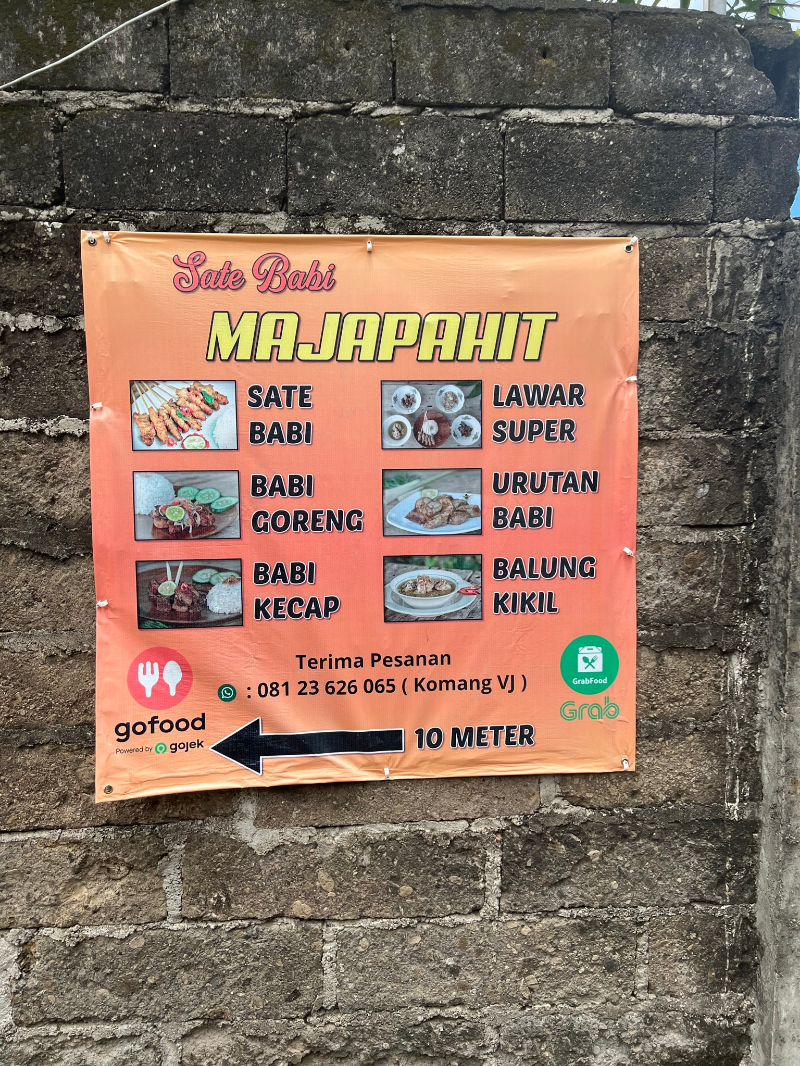 Sate Babi
MAJAPAHIT
SATE
BABI
LAWAR
SUPER
BABI
GORENG
URUTAN
BABI
BABI
KECAP
BALUNG
KIKIL
Terima Pesanan
: 081 23 626 065 ( Komang VJ )
gofood
Powered by gojek
GrabFood
Grab
10 METER